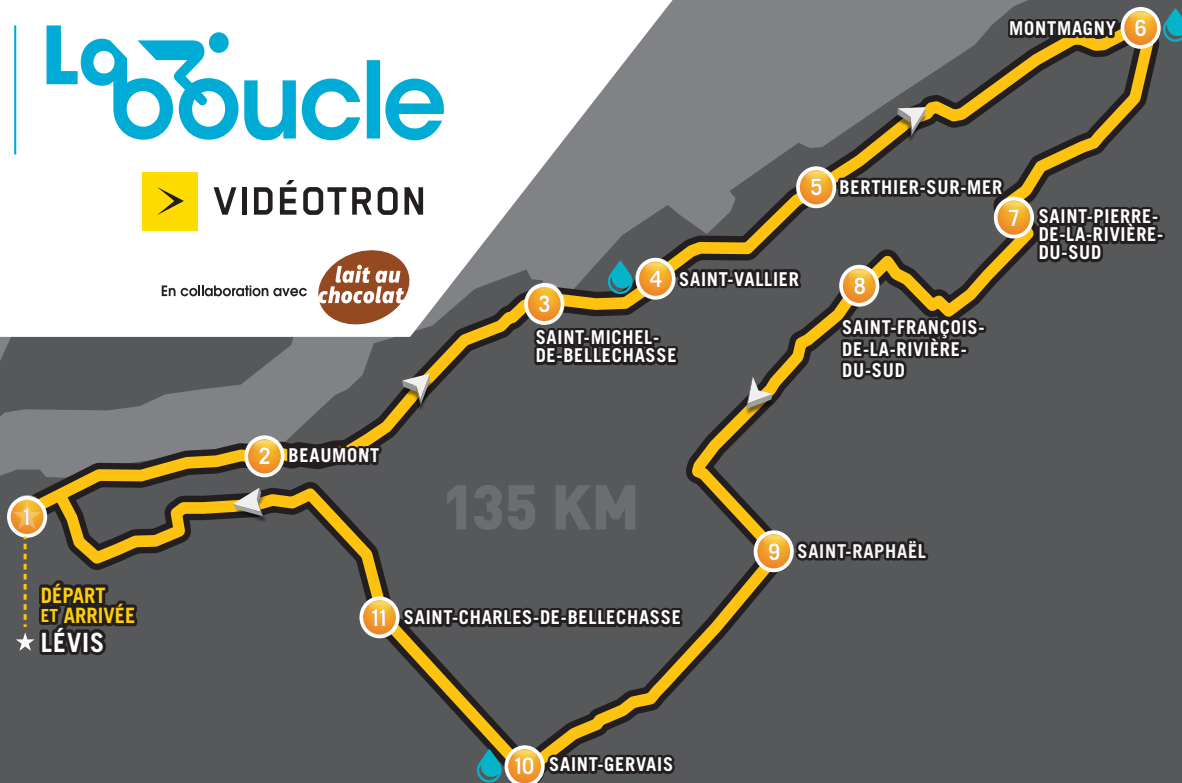 La
boucle
VIDÉOTRON
En collaboration avec
lait au
chocolat
MONTMAGNY 6
5 BERTHIER-SUR-MER
7 SAINT-PIERRE-
DE-LA-RIVIÈRE-
DU-SUD
4 SAINT-VALLIER
8
SAINT-FRANÇOIS-
DE-LA-RIVIÈRE-
DU-SUD
3
SAINT-MICHEL-
DE-BELLECHASSE
2 BEAUMONT
1
135 KM
9 SAINT-RAPHAËL
DÉPART
ET ARRIVÉE
LÉVIS
11 SAINT-CHARLES-DE-BELLECHASSE
10 SAINT-GERVAIS